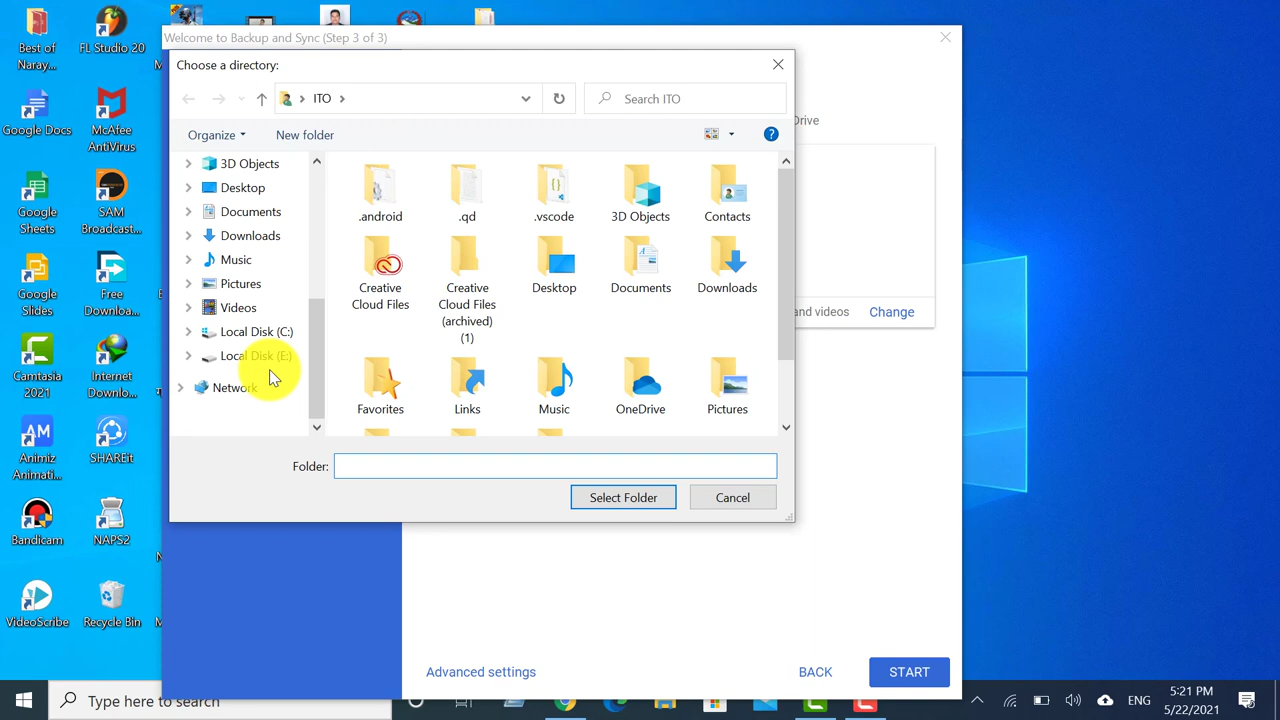 Best of
Naray...
FL Studio 20
Google Docs
McAfee
AntiVirus
Google
Sheets
SAM
Broadcast...
Google
Slides
Free
Downloa...
Camtasia
2021
Internet
Downlo...
Animiz
Animati...
SHAREit
Bandicam
NAPS2
VideoScribe
Recycle Bin
Welcome to Backup and Sync (Step 3 of 3)
Choose a directory:
ITO
Search ITO
Organize
New folder
3D Objects
Desktop
Documents
Downloads
Music
Pictures
Videos
Local Disk (C:)
Local Disk (E:)
Network
.android
.qd
.vscode
3D Objects
Contacts
Creative
Cloud Files
Creative
Cloud Files
(archived)
(1)
Desktop
Documents
Downloads
Favorites
Links
Music
OneDrive
Pictures
Folder:
Select Folder
Cancel
Drive
and videos
Change
Advanced settings
BACK
START
Type here to search
ENG
5:21 PM
5/22/2021